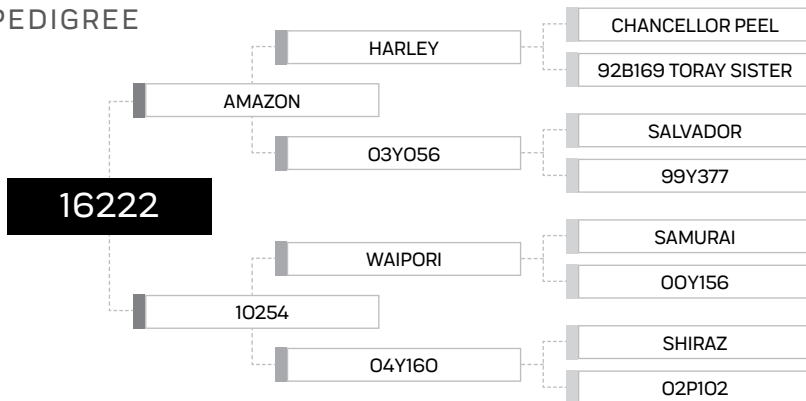 PEDIGREE
CHANCELLOR PEEL
HARLEY
92B169 TORAY SISTER
AMAZON
SALVADOR
03Y056
99Y377
16222
SAMURAI
WAIPORI
00Y156
10254
SHIRAZ
04Y160
02P102